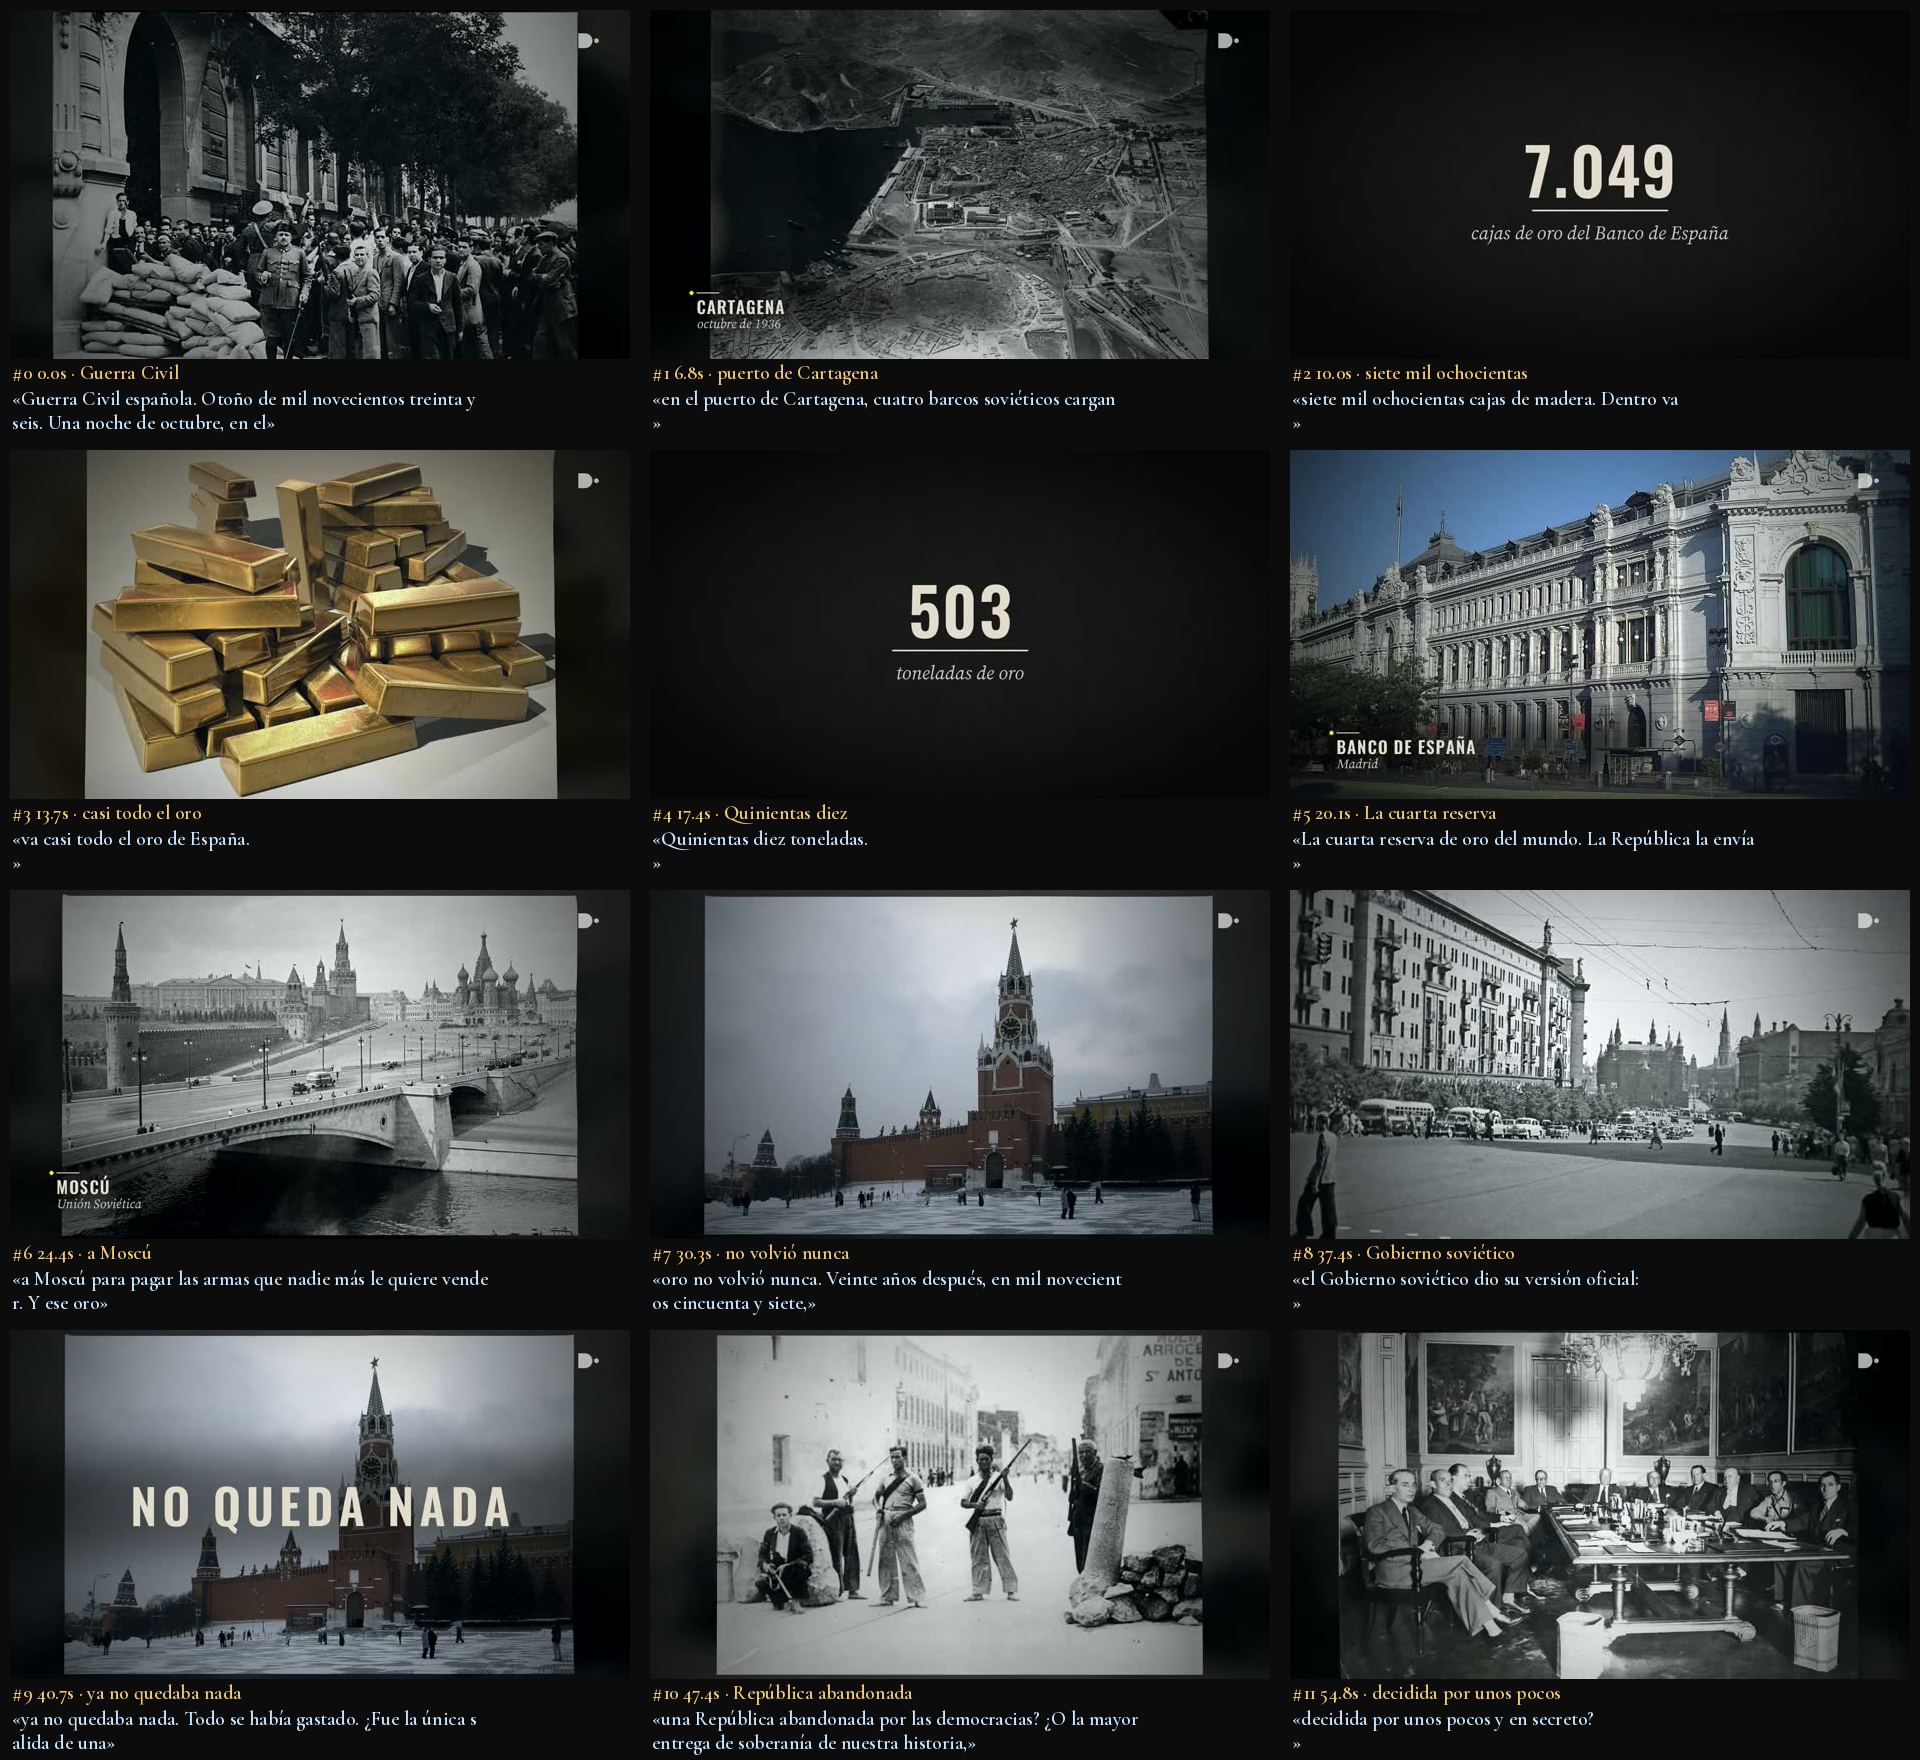 CARTAGENA
octubre de 1936
7.049
cajas de oro del Banco de España
#0 0.0s · Guerra Civil
«Guerra Civil española. Otoño de mil novecientos treinta y
seis. Una noche de octubre, en el»
#1 6.8s · puerto de Cartagena
«en el puerto de Cartagena, cuatro barcos soviéticos cargan
»
#2 10.0s · siete mil ochocientas
«siete mil ochocientas cajas de madera. Dentro va
»
503
toneladas de oro
BANCO DE ESPAÑA
Madrid
#3 13.7s · casi todo el oro
«va casi todo el oro de España.
»
#4 17.4s · Quinientas diez
«Quinientas diez toneladas.
»
#5 20.1s · La cuarta reserva
«La cuarta reserva de oro del mundo. La República la envía
»
MOSCÚ
Unión Soviética
#6 24.4s · a Moscú
«a Moscú para pagar las armas que nadie más le quiere vende
r. Y ese oro»
#7 30.3s · no volvió nunca
«oro no volvió nunca. Veinte años después, en mil novecient
os cincuenta y siete,»
#8 37.4s · Gobierno soviético
«el Gobierno soviético dio su versión oficial:
»
NO QUEDA NADA
ARROCE
DE
Sⁿ ANTO
#9 40.7s · ya no quedaba nada
«ya no quedaba nada. Todo se había gastado. ¿Fue la única s
alida de una»
#10 47.4s · República abandonada
«una República abandonada por las democracias? ¿O la mayor
entrega de soberanía de nuestra historia,»
#11 54.8s · decidida por unos pocos
«decidida por unos pocos y en secreto?
»